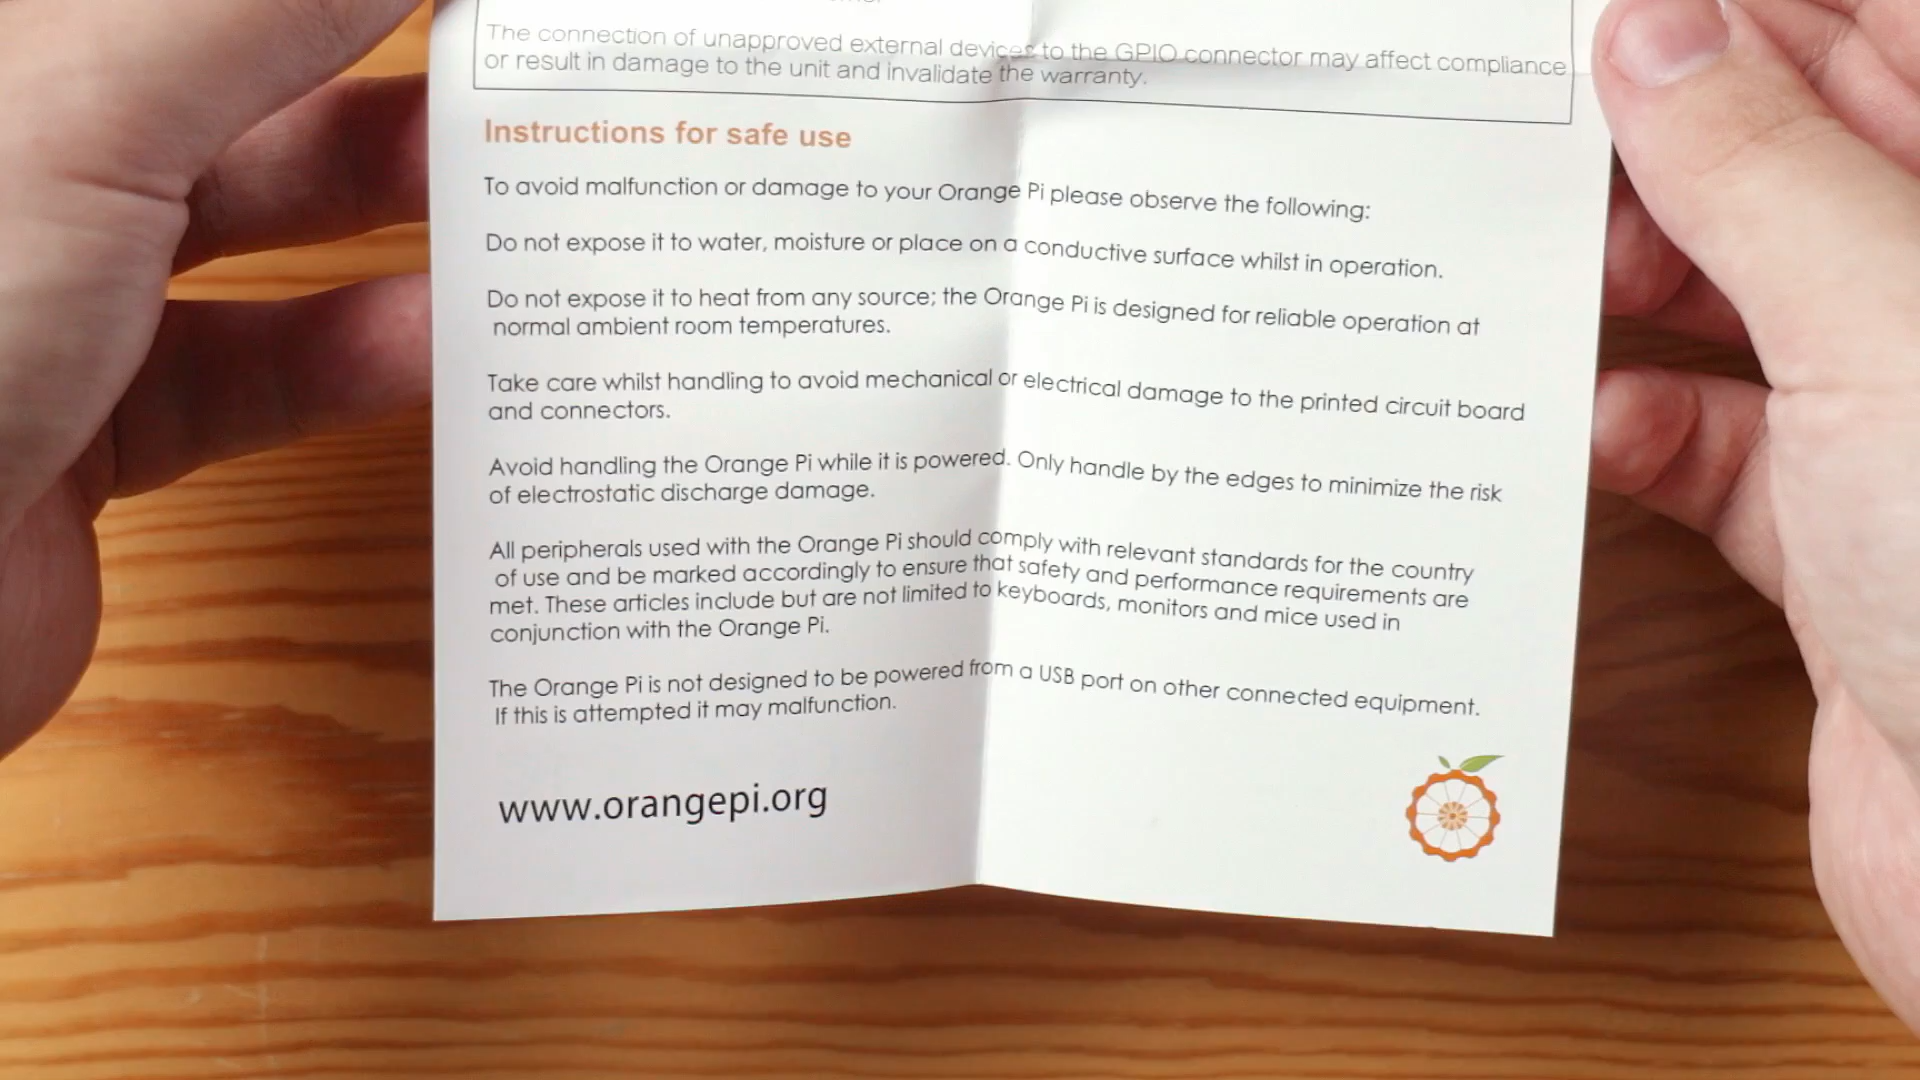 The connection of unapproved external devices to the GPIO connector may affect compliance
or result in damage to the unit and invalidate the warranty.
Instructions for safe use
To avoid malfunction or damage to your Orange Pi please observe the following:
Do not expose it to water, moisture or place on a conductive surface whilst in operation.
Do not expose it to heat from any source; the Orange Pi is designed for reliable operation at
normal ambient room temperatures.
Take care whilst handling to avoid mechanical or electrical damage to the printed circuit board
and connectors.
Avoid handling the Orange Pi while it is powered. Only handle by the edges to minimize the risk
of electrostatic discharge damage.
All peripherals used with the Orange Pi should comply with relevant standards for the country
of use and be marked accordingly to ensure that safety and performance requirements are
met. These articles include but are not limited to keyboards, monitors and mice used in
conjunction with the Orange Pi.
The Orange Pi is not designed to be powered from a USB port on other connected equipment.
If this is attempted it may malfunction.
www.orangepi.org